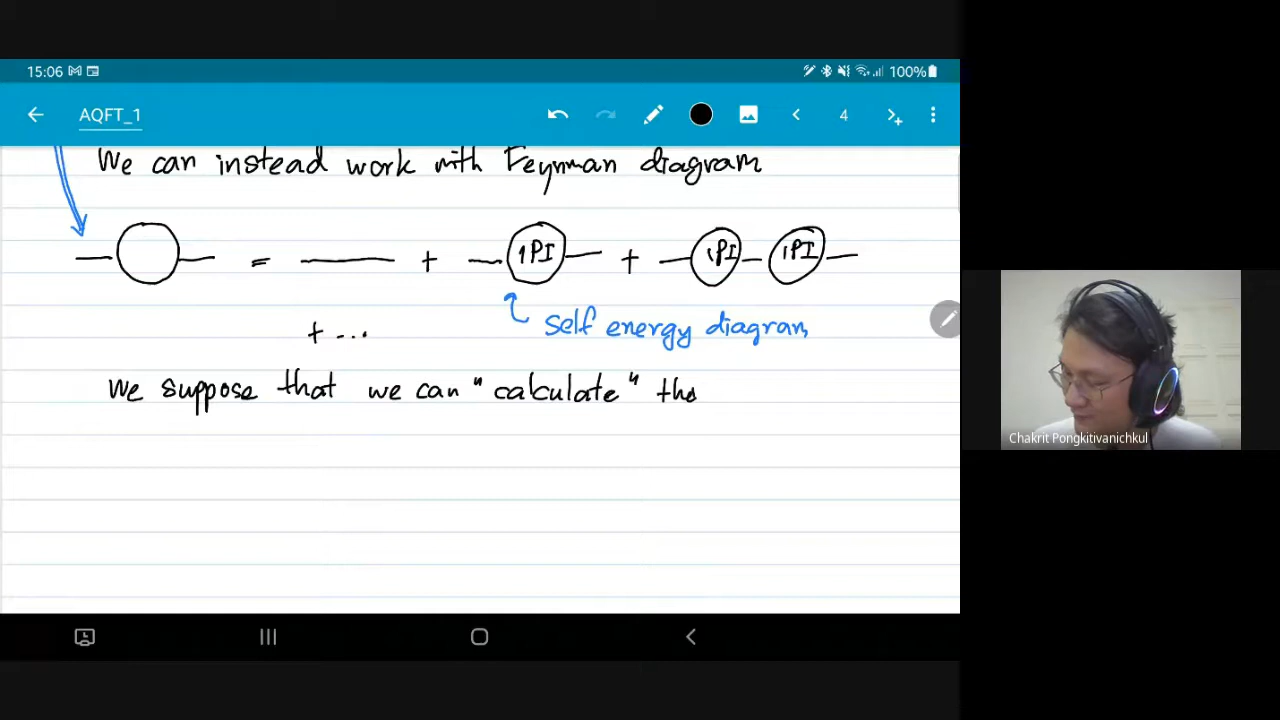 15:06 100%
AQFT_1 4
We can instead work with Feynman diagram
= + 1PI + 1PI 1PI
+ ...
self energy diagram
We suppose that we can "calculate" the
Chakrit Pongkitivanichkul